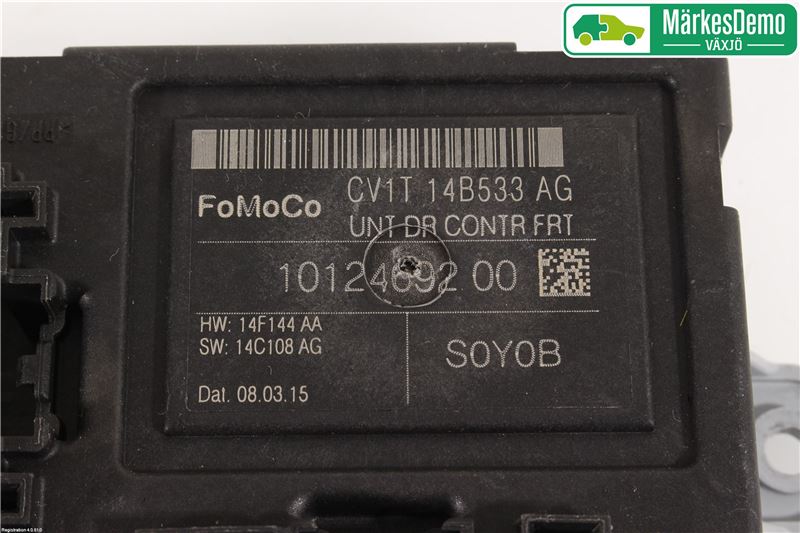 MärkesDemo
VÄXJÖ
FoMoCo
CV1T 14B533 AG
UNT DR CONTR FRT
10124692 00
HW: 14F144 AA
SW: 14C108 AG
S0Y0B
Dat. 08.03.15